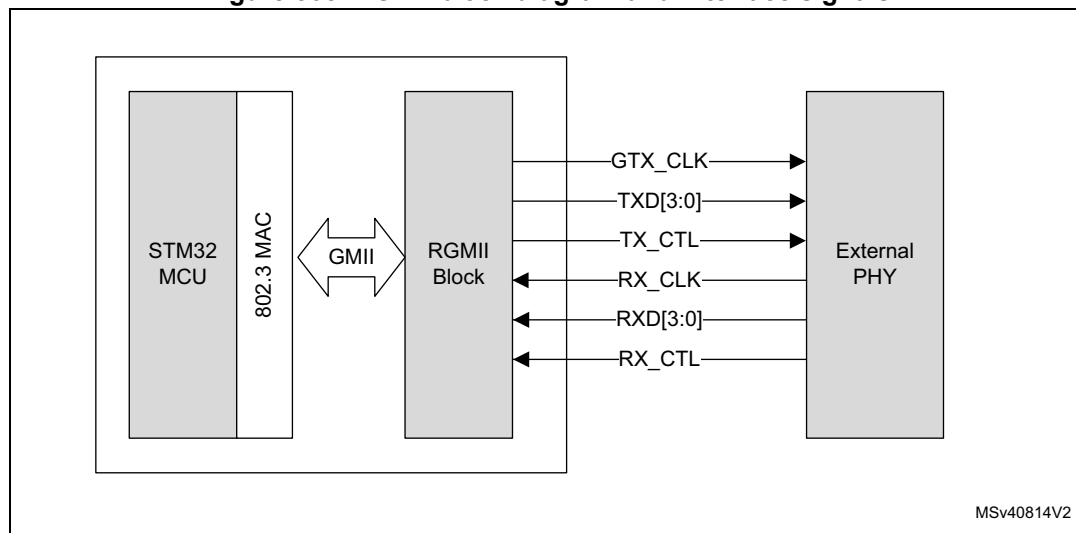 STM32
MCU
802.3 MAC
GMII
RGMII
Block
GTX_CLK
TXD[3:0]
TX_CTL
RX_CLK
RXD[3:0]
RX_CTL
External
PHY
MSv40814V2